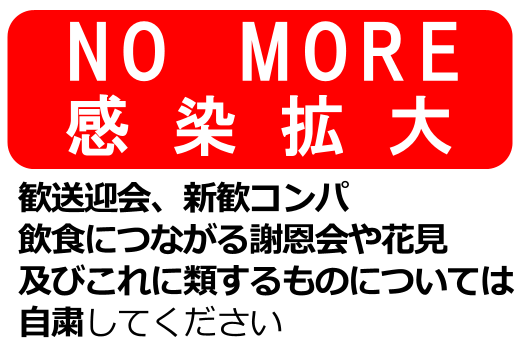 NO MORE
感染拡大
歓送迎会、新歓コンパ
飲食につながる謝恩会や花見
及びこれに類するものについては
自粛してください